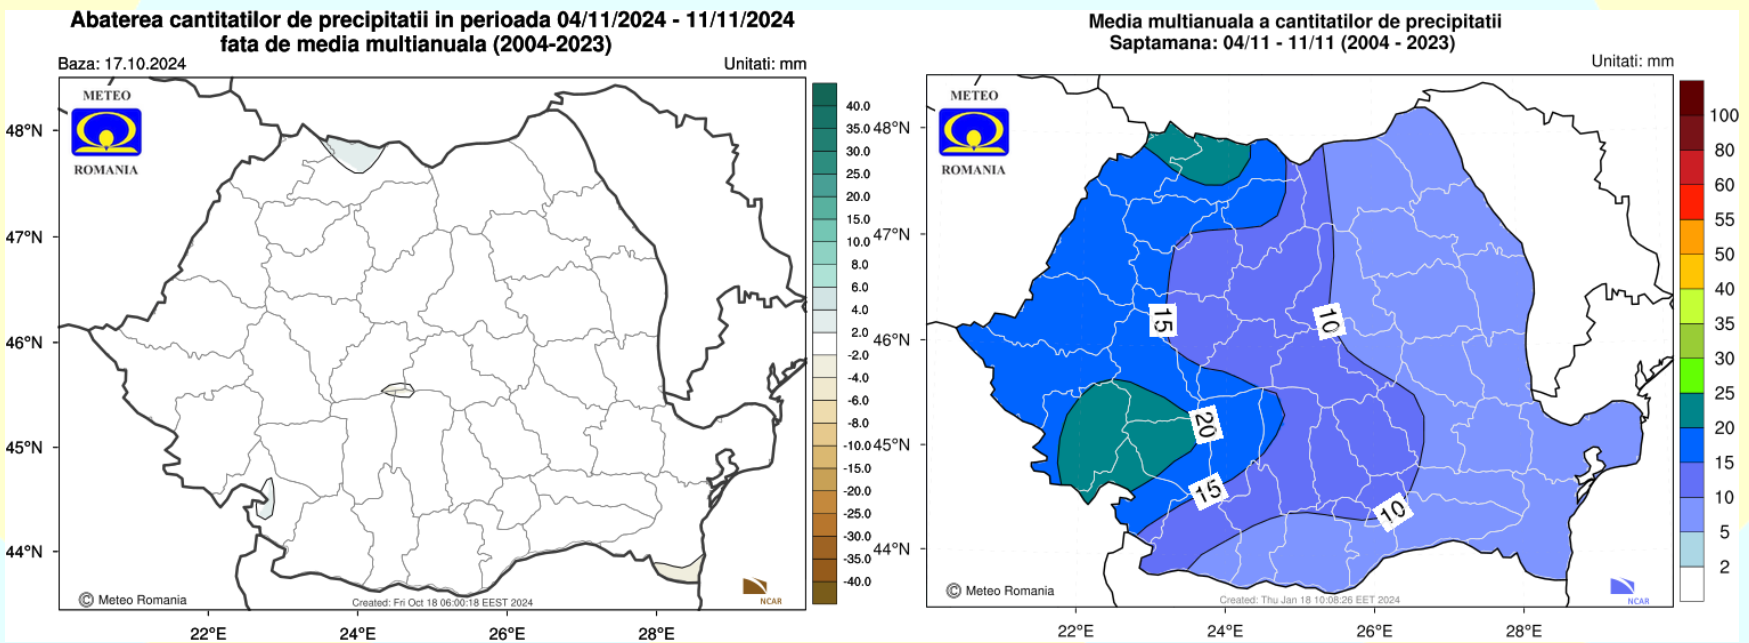 Abaterea cantitatilor de precipitatii in perioada 04/11/2024 - 11/11/2024
fata de media multianuala (2004-2023)
Baza: 17.10.2024
Unitati: mm
METEO
ROMANIA
48°N
47°N
46°N
45°N
44°N
22°E
24°E
26°E
28°E
40.0
35.0
30.0
25.0
20.0
15.0
10.0
8.0
6.0
4.0
2.0
-2.0
-4.0
-6.0
-8.0
-10.0
-15.0
-20.0
-25.0
-30.0
-35.0
-40.0
© Meteo Romania
Created: Fri Oct 18 06:00:18 EEST 2024
NCAR
Media multianuala a cantitatilor de precipitatii
Saptamana: 04/11 - 11/11 (2004 - 2023)
Unitati: mm
METEO
ROMANIA
48°N
47°N
46°N
45°N
44°N
22°E
24°E
26°E
28°E
15
10
20
15
10
100
80
60
55
50
40
35
30
25
20
15
10
5
2
© Meteo Romania
Created: Thu Jan 18 10:08:26 EET 2024
NCAR